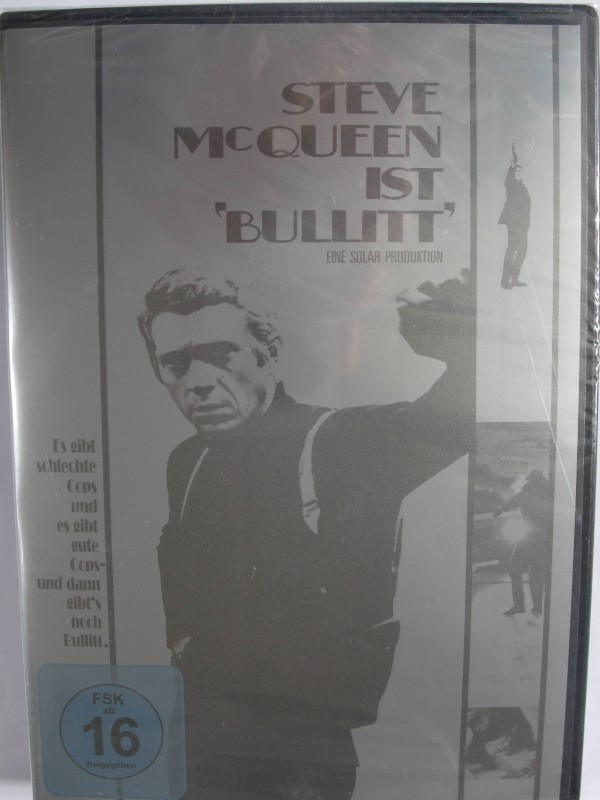 STEVE
McQUEEN
IST
'BULLITT'
EINE SOLAR PRODUKTION
Es gibt
schlechte
Cops
und
es gibt
gute
Cops-
und dann
gibt's
noch
Bullitt.
FSK
ab
16
freigegeben